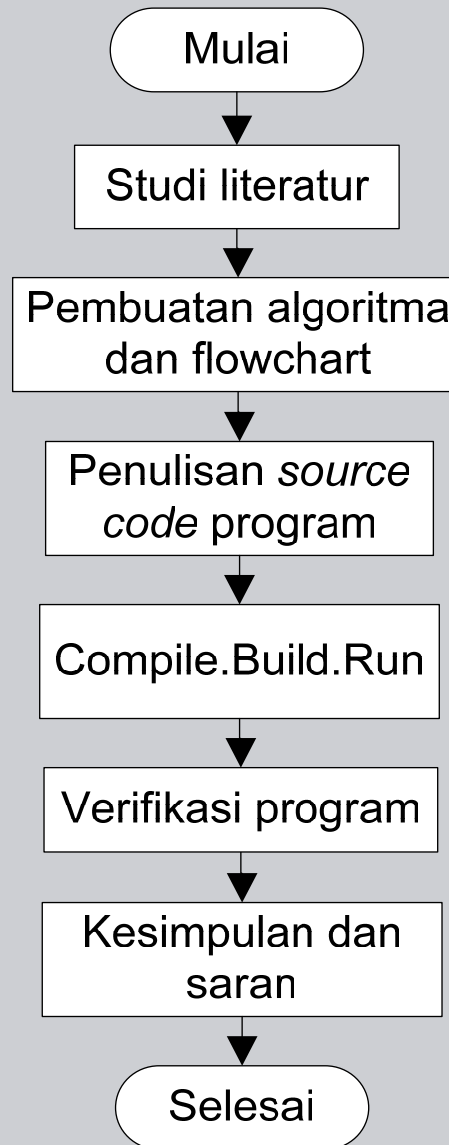 Mulai
Studi literatur
Pembuatan algoritma
dan flowchart
Penulisan source
code program
Compile.Build.Run
Verifikasi program
Kesimpulan dan
saran
Selesai